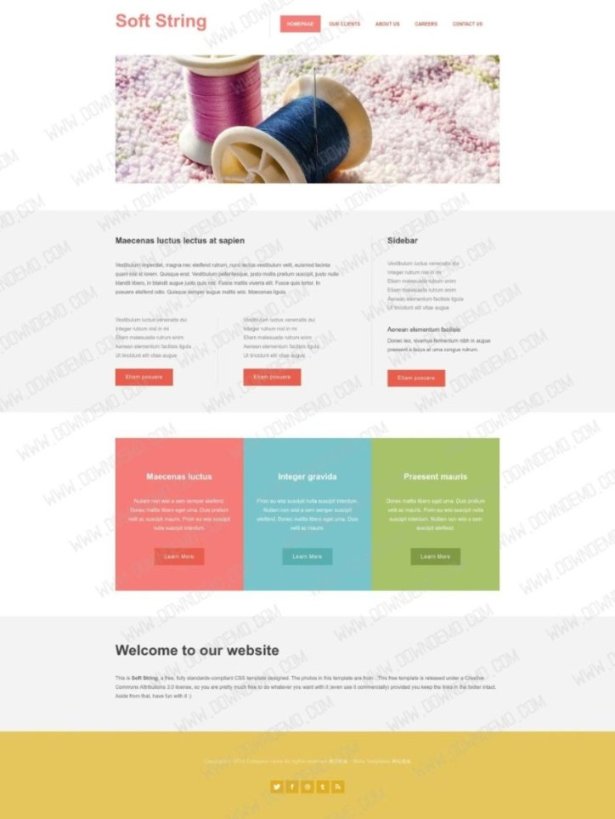 Soft String
HOMEPAGE OUR CLIENTS ABOUT US CAREERS CONTACT US
Maecenas luctus lectus at sapien
Vestibulum imperdiet, magna nec eleifend rutrum, nunc lectus vestibulum velit, euismod lacinia
quam nisl id lorem. Quisque erat. Vestibulum pellentesque, justo mollis pretium suscipit, justo nulla
blandit libero, in blandit augue justo quis nisl. Fusce mattis viverra elit. Fusce quis tortor. In
posuere eleifend odio. Quisque semper augue mattis wisi. Maecenas ligula.
Vestibulum luctus venenatis dui
Integer rutrum nisl in mi
Etiam malesuada rutrum enim
Aenean elementum facilisis ligula
Ut tincidunt elit vitae augue
Etiam posuere
Vestibulum luctus venenatis dui
Integer rutrum nisl in mi
Etiam malesuada rutrum enim
Aenean elementum facilisis ligula
Ut tincidunt elit vitae augue
Etiam posuere
Sidebar
Vestibulum luctus venenatis dui
Integer rutrum nisl in mi
Etiam malesuada rutrum enim
Etiam malesuada rutrum enim
Aenean elementum facilisis ligula
Ut tincidunt elit vitae augue
Aenean elementum facilisis
Donec leo, vivamus fermentum nibh in augue
praesent a lacus at urna congue rutrum.
Etiam posuere
Maecenas luctus
Nullam non wisi a sem semper eleifend.
Donec mattis libero eget urna. Duis pretium
velit ac suscipit mauris. Proin eu wisi suscipit
nulla suscipit interdum.
Learn More
Integer gravida
Proin eu wisi suscipit nulla suscipit interdum.
Nullam non wisi a sem semper suscipit
eleifend. Donec mattis libero eget urna. Duis
velit ac mauris.
Learn More
Praesent mauris
Donec mattis libero eget urna. Duis pretium
velit ac suscipit mauris. Proin eu wisi suscipit
nulla suscipit interdum. Nullam non wisi a sem
suscipit eleifend.
Learn More
Welcome to our website
This is Soft String, a free, fully standards-compliant CSS template designed. The photos in this template are from . This free template is released under a Creative
Commons Attributions 3.0 license, so you are pretty much free to do whatever you want with it (even use it commercially) provided you keep the links in the footer intact.
Aside from that, have fun with it :)
WWW.DOWNDEMO.COM